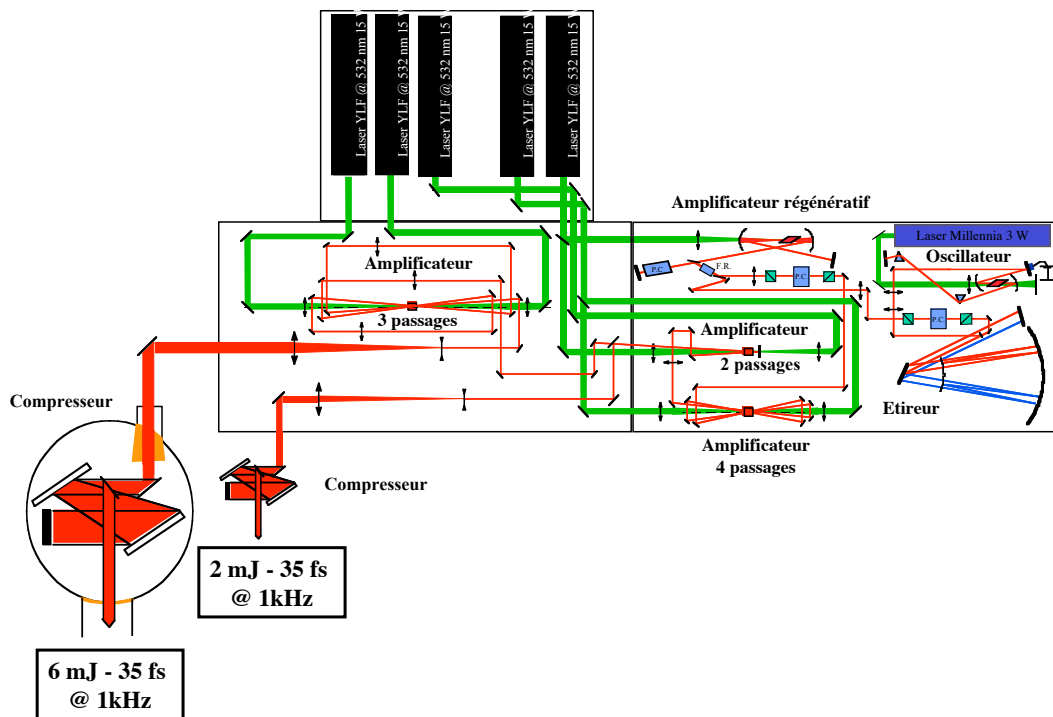 Laser YLF @ 532 nm 15 W
Laser YLF @ 532 nm 15 W
Laser YLF @ 532 nm 15 W
Laser YLF @ 532 nm 15 W
Laser YLF @ 532 nm 15 W
Amplificateur régénératif
Laser Millennia 3 W
Oscillateur
P.C
F.R.
P.C
P.C
Amplificateur
3 passages
Amplificateur
2 passages
Etireur
Amplificateur
4 passages
Compresseur
Compresseur
2 mJ - 35 fs
@ 1kHz
6 mJ - 35 fs
@ 1kHz